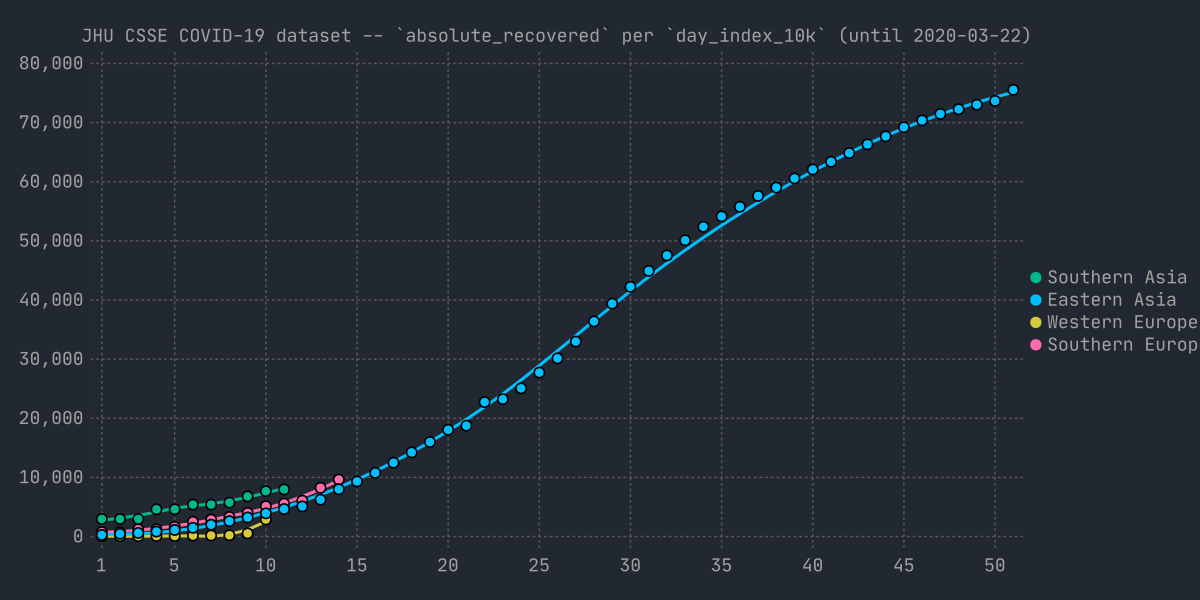 JHU CSSE COVID-19 dataset -- `absolute_recovered` per `day_index_10k` (until 2020-03-22)
80,000
70,000
60,000
50,000
40,000
30,000
20,000
10,000
0
1 5 10 15 20 25 30 35 40 45 50
Southern Asia
Eastern Asia
Western Europe
Southern Europ